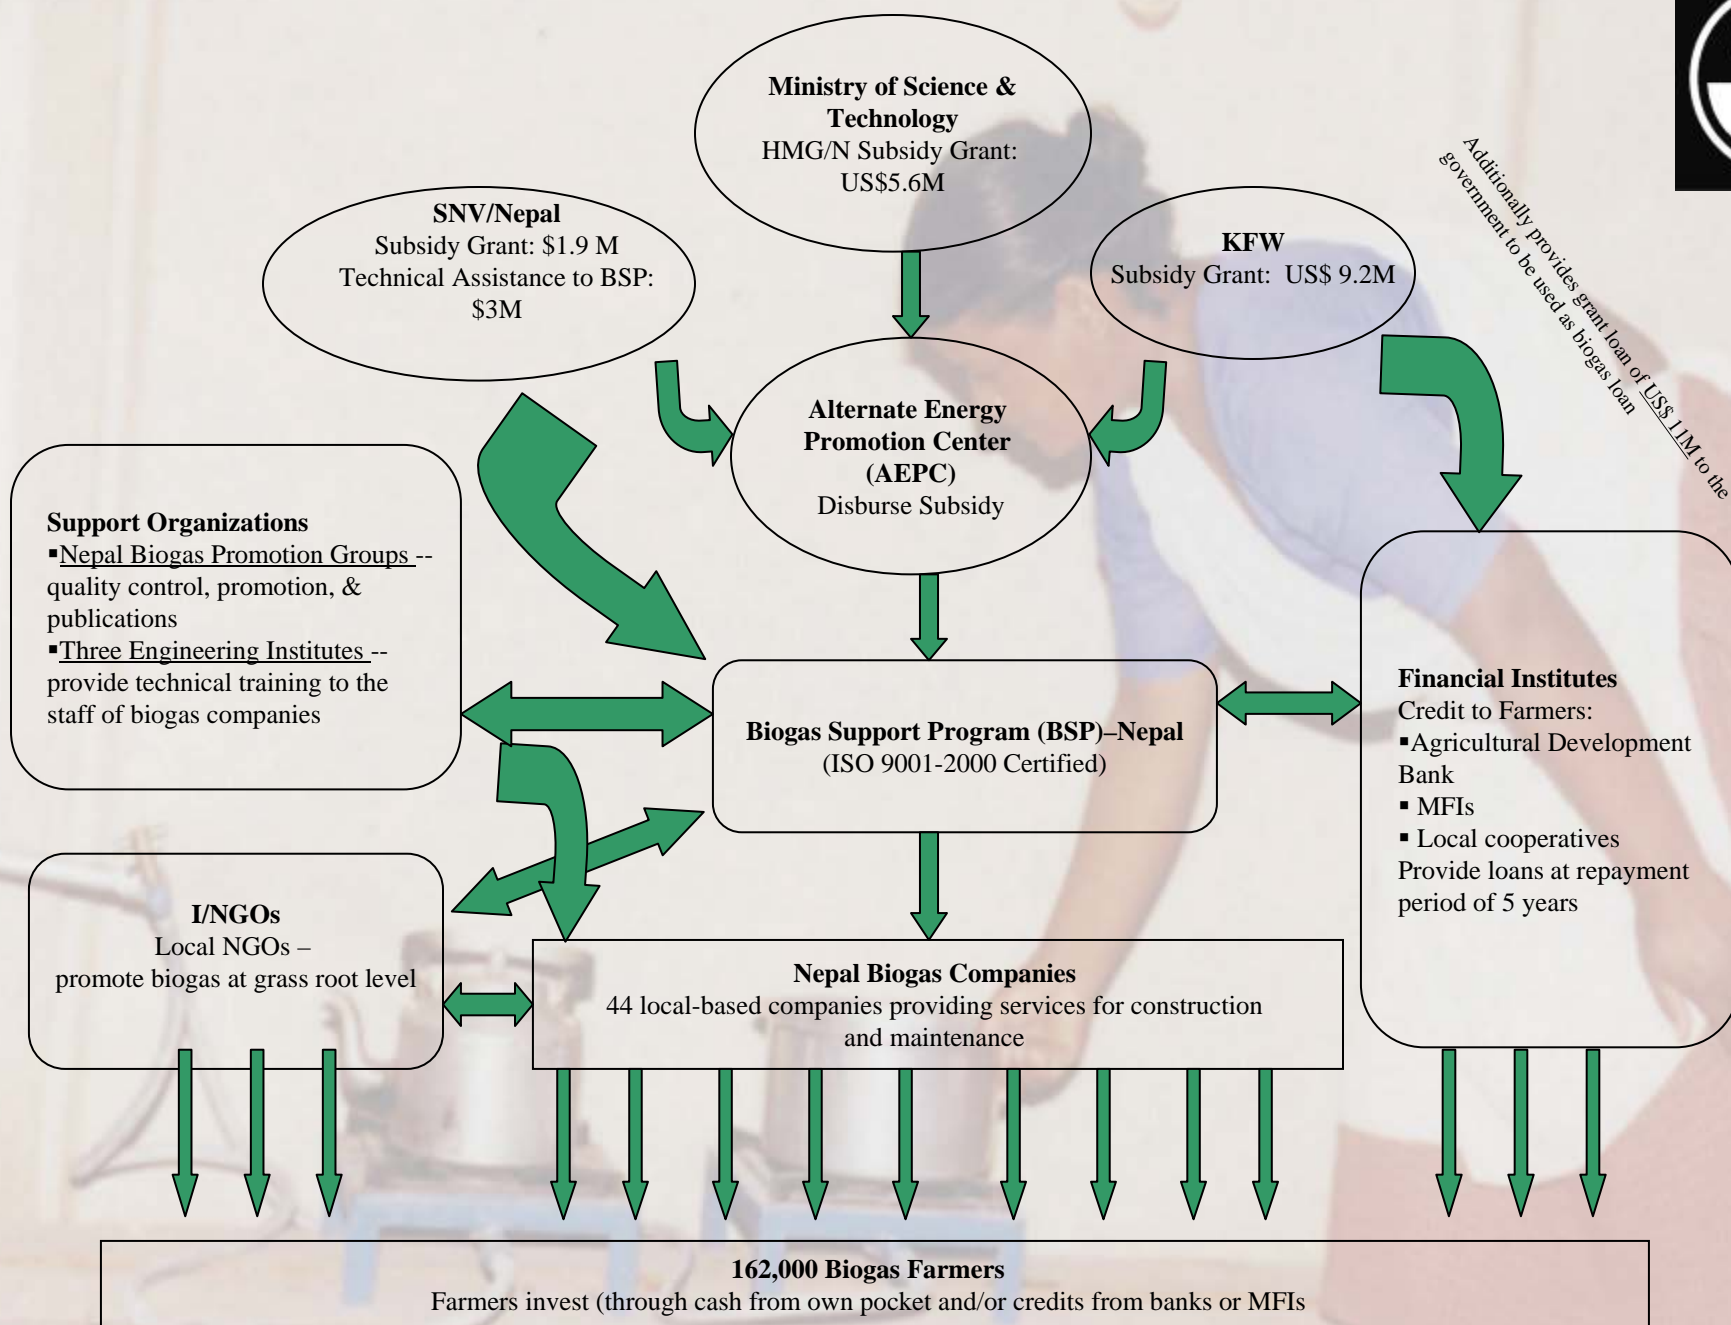 Ministry of Science &
Technology
HMG/N Subsidy Grant:
US$5.6M
SNV/Nepal
Subsidy Grant: $1.9 M
Technical Assistance to BSP:
$3M
KFW
Subsidy Grant: US$ 9.2M
Additionally provides grant loan of US$ 11M to the
government to be used as biogas loan
Alternate Energy
Promotion Center
(AEPC)
Disburse Subsidy
Support Organizations
▪Nepal Biogas Promotion Groups --
quality control, promotion, &
publications
▪Three Engineering Institutes --
provide technical training to the
staff of biogas companies
Biogas Support Program (BSP)–Nepal
(ISO 9001-2000 Certified)
Financial Institutes
Credit to Farmers:
▪Agricultural Development
Bank
▪ MFIs
▪ Local cooperatives
Provide loans at repayment
period of 5 years
I/NGOs
Local NGOs –
promote biogas at grass root level
Nepal Biogas Companies
44 local-based companies providing services for construction
and maintenance
162,000 Biogas Farmers
Farmers invest (through cash from own pocket and/or credits from banks or MFIs